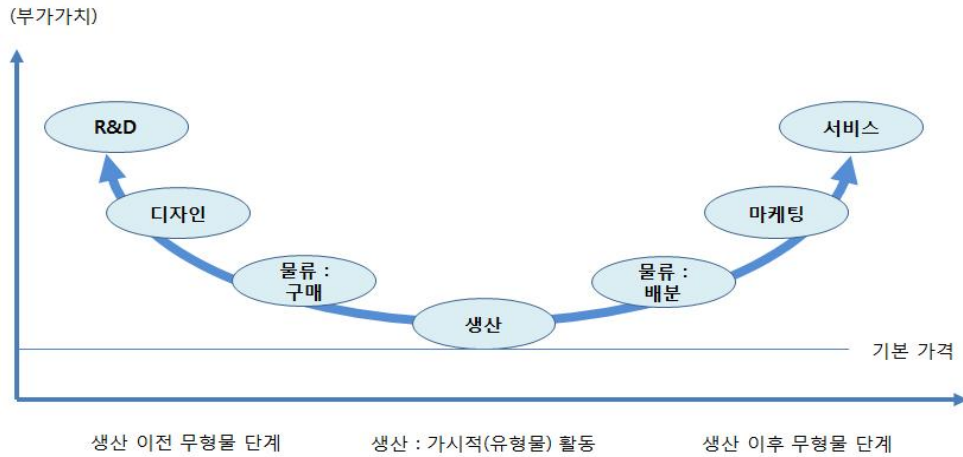 (부가가치)
R&D
서비스
디자인
마케팅
물류 :
구매
물류 :
배분
생산
기본 가격
생산 이전 무형물 단계
생산 : 가시적(유형물) 활동
생산 이후 무형물 단계